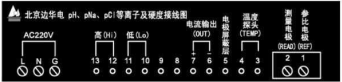 北京边华电 pH、pNa、pCl等离子及硬度接线图
AC220V
高(Hi) 低(Lo)
电流输出
(OUT)
电极屏蔽层
温度探头
(TEMP)
测量电极
(READ)
参比电极
(REF)
L N G
13 12 11 10 9 8 7 6 5 4 3 2 1